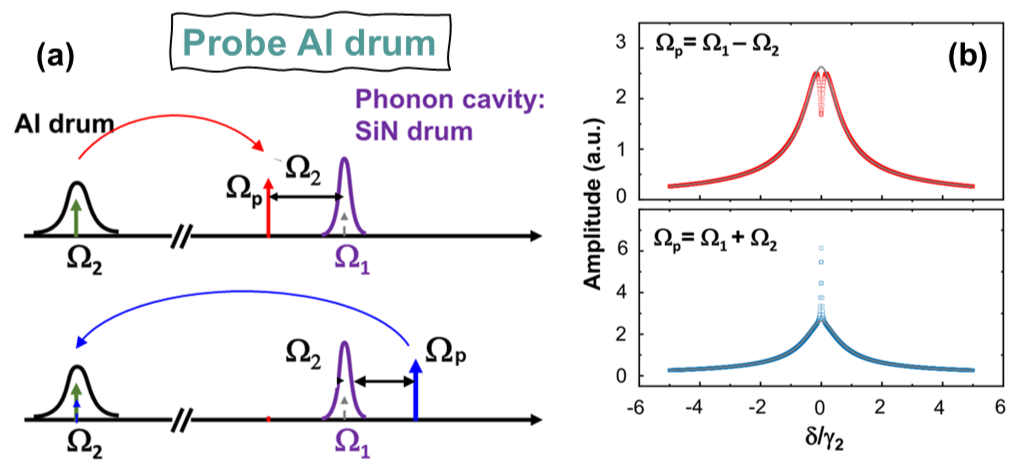 (a)
Probe Al drum
Phonon cavity:
SiN drum
Al drum
Ω₂
Ωₚ
Ω₂
Ω₁
Ω₂
Ωₚ
Ω₂
Ω₁
(b)
Ωₚ= Ω₁ − Ω₂
3
2
1
0
Ωₚ= Ω₁ + Ω₂
6
4
2
0
Amplitude (a.u.)
-6 -4 -2 0 2 4 6
δ/γ₂